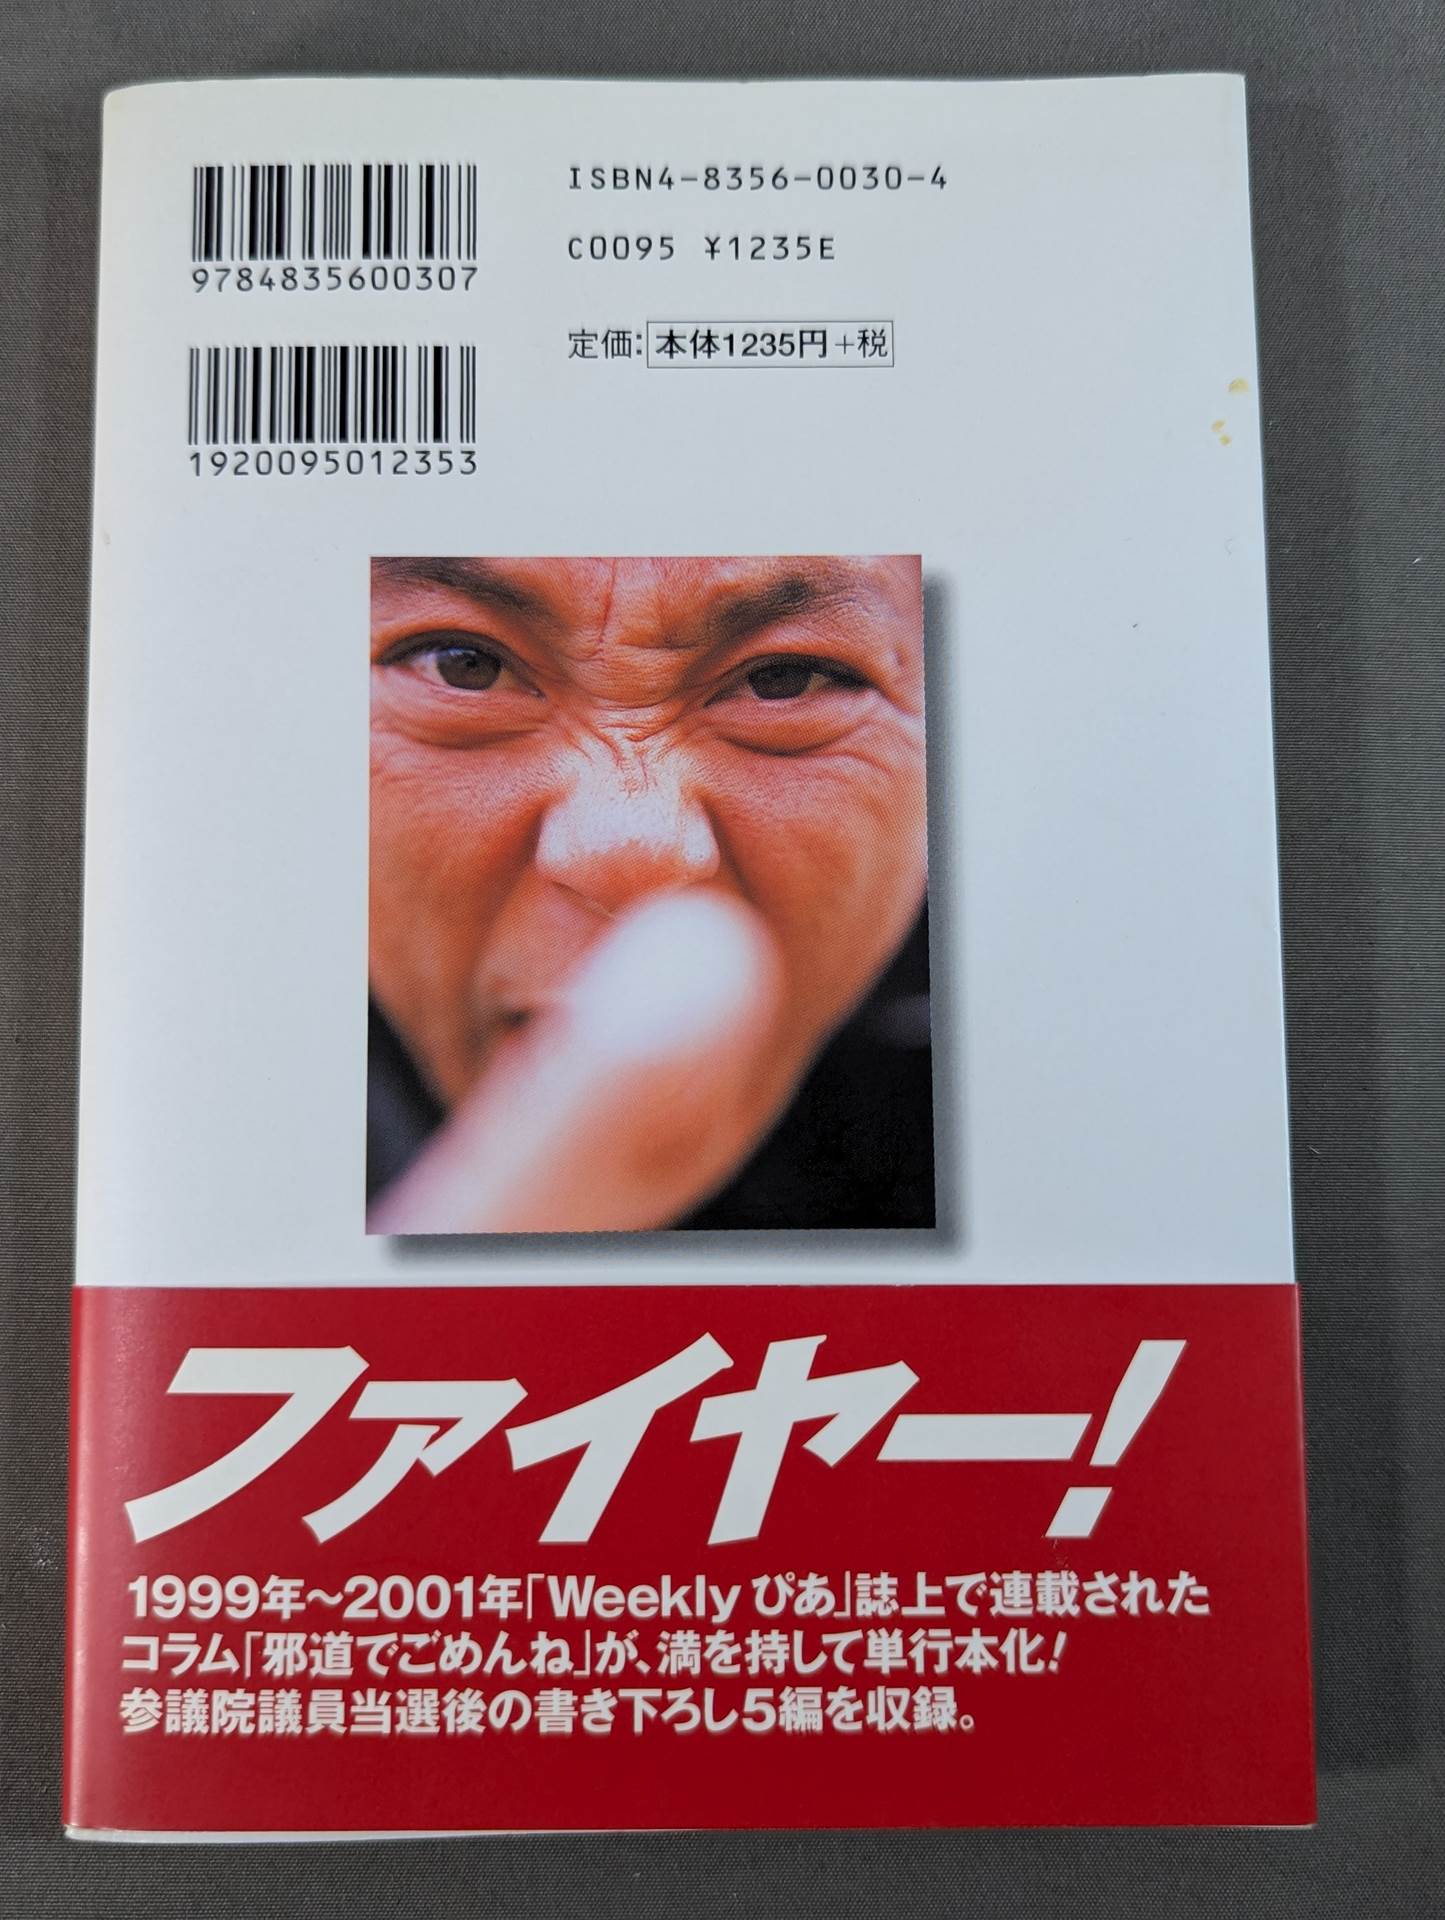 ISBN4-8356-0030-4
C0095 ¥1235E
9784835600307
定価：本体1235円+税
1920095012353
ファイヤー！
1999年～2001年「Weekly ぴあ」誌上で連載された
コラム「邪道でごめんね」が、満を持して単行本化！
参議院議員当選後の書き下ろし5編を収録。